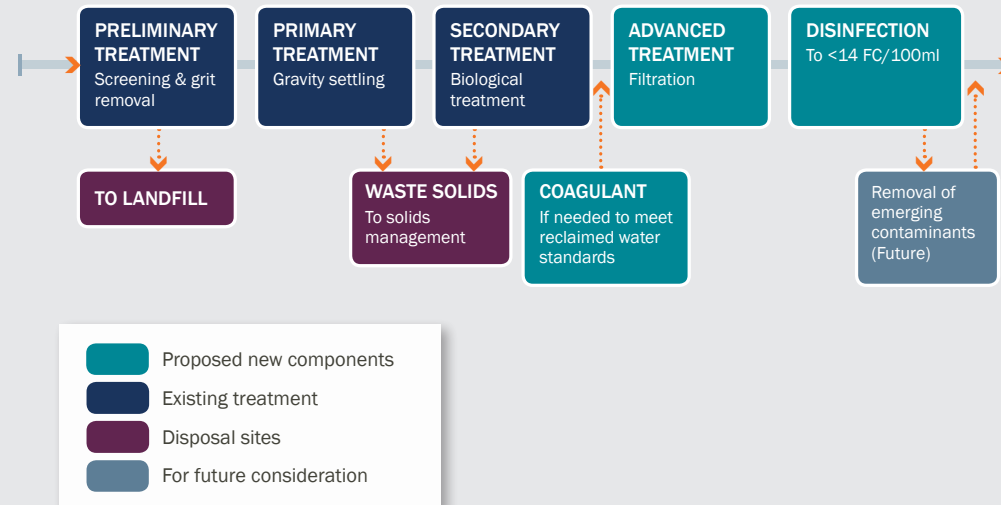 PRELIMINARY
TREATMENT
Screening & grit
removal
PRIMARY
TREATMENT
Gravity settling
SECONDARY
TREATMENT
Biological
treatment
ADVANCED
TREATMENT
Filtration
DISINFECTION
To <14 FC/100ml
TO LANDFILL
WASTE SOLIDS
To solids
management
COAGULANT
If needed to meet
reclaimed water
standards
Removal of
emerging
contaminants
(Future)
Proposed new components
Existing treatment
Disposal sites
For future consideration